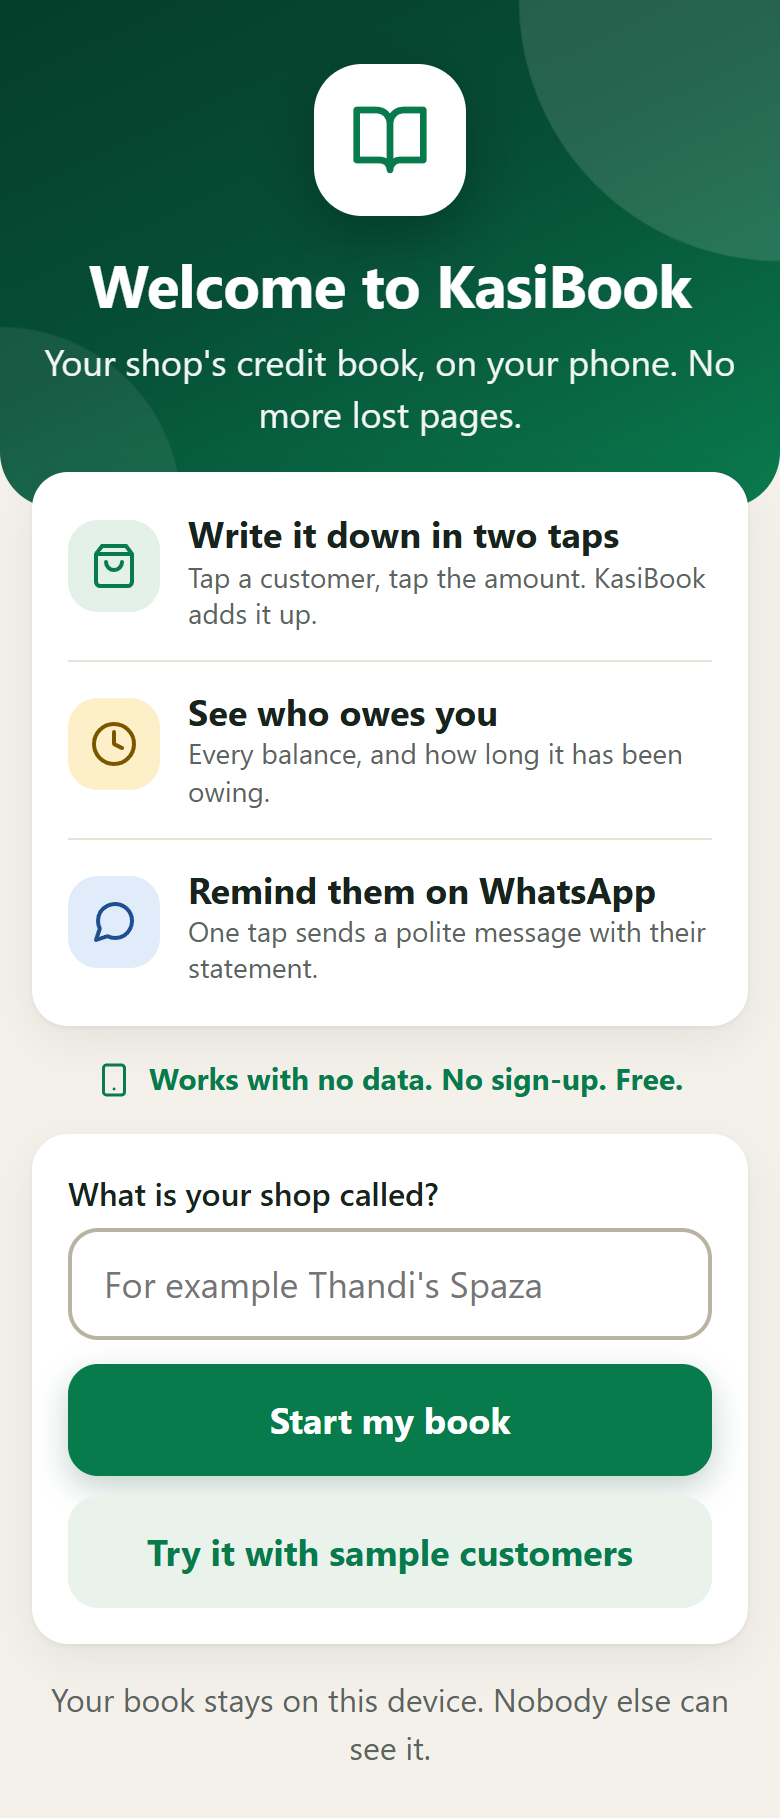 Welcome to KasiBook
Your shop's credit book, on your phone. No
more lost pages.
Write it down in two taps
Tap a customer, tap the amount. KasiBook
adds it up.
See who owes you
Every balance, and how long it has been
owing.
Remind them on WhatsApp
One tap sends a polite message with their
statement.
Works with no data. No sign-up. Free.
What is your shop called?
For example Thandi's Spaza
Start my book
Try it with sample customers
Your book stays on this device. Nobody else can
see it.